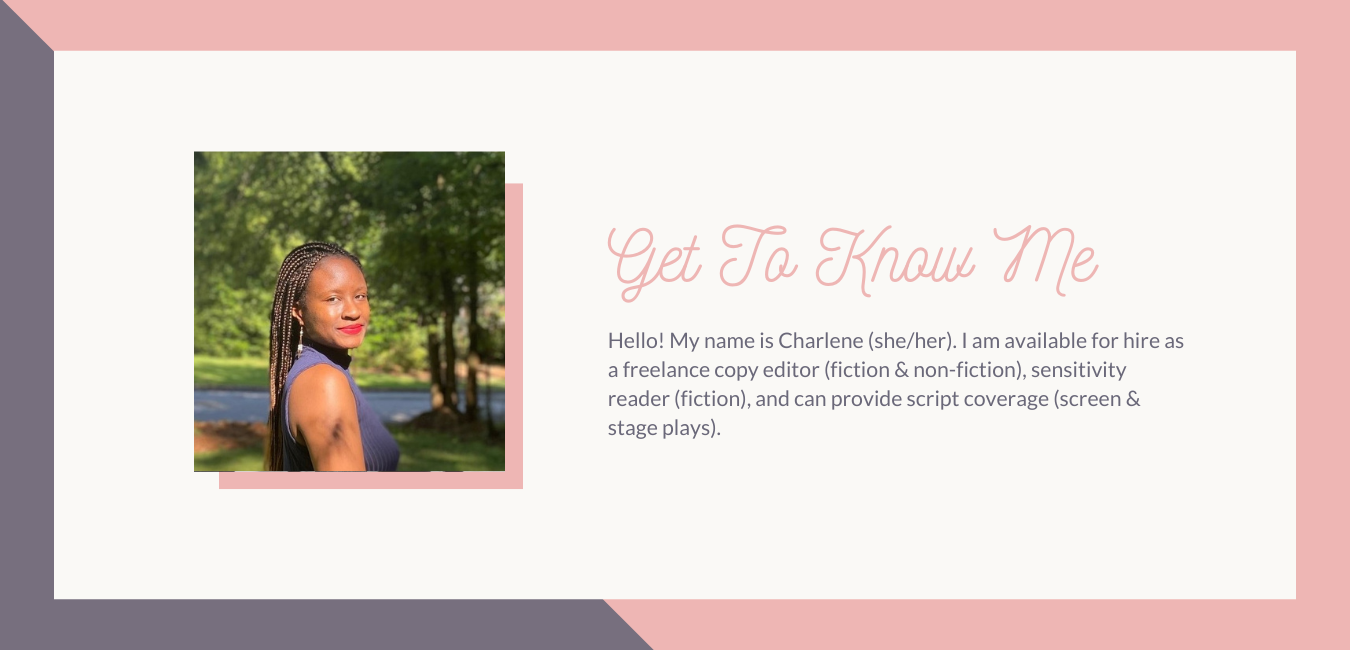 Get To Know Me
Hello! My name is Charlene (she/her). I am available for hire as
a freelance copy editor (fiction & non-fiction), sensitivity
reader (fiction), and can provide script coverage (screen &
stage plays).